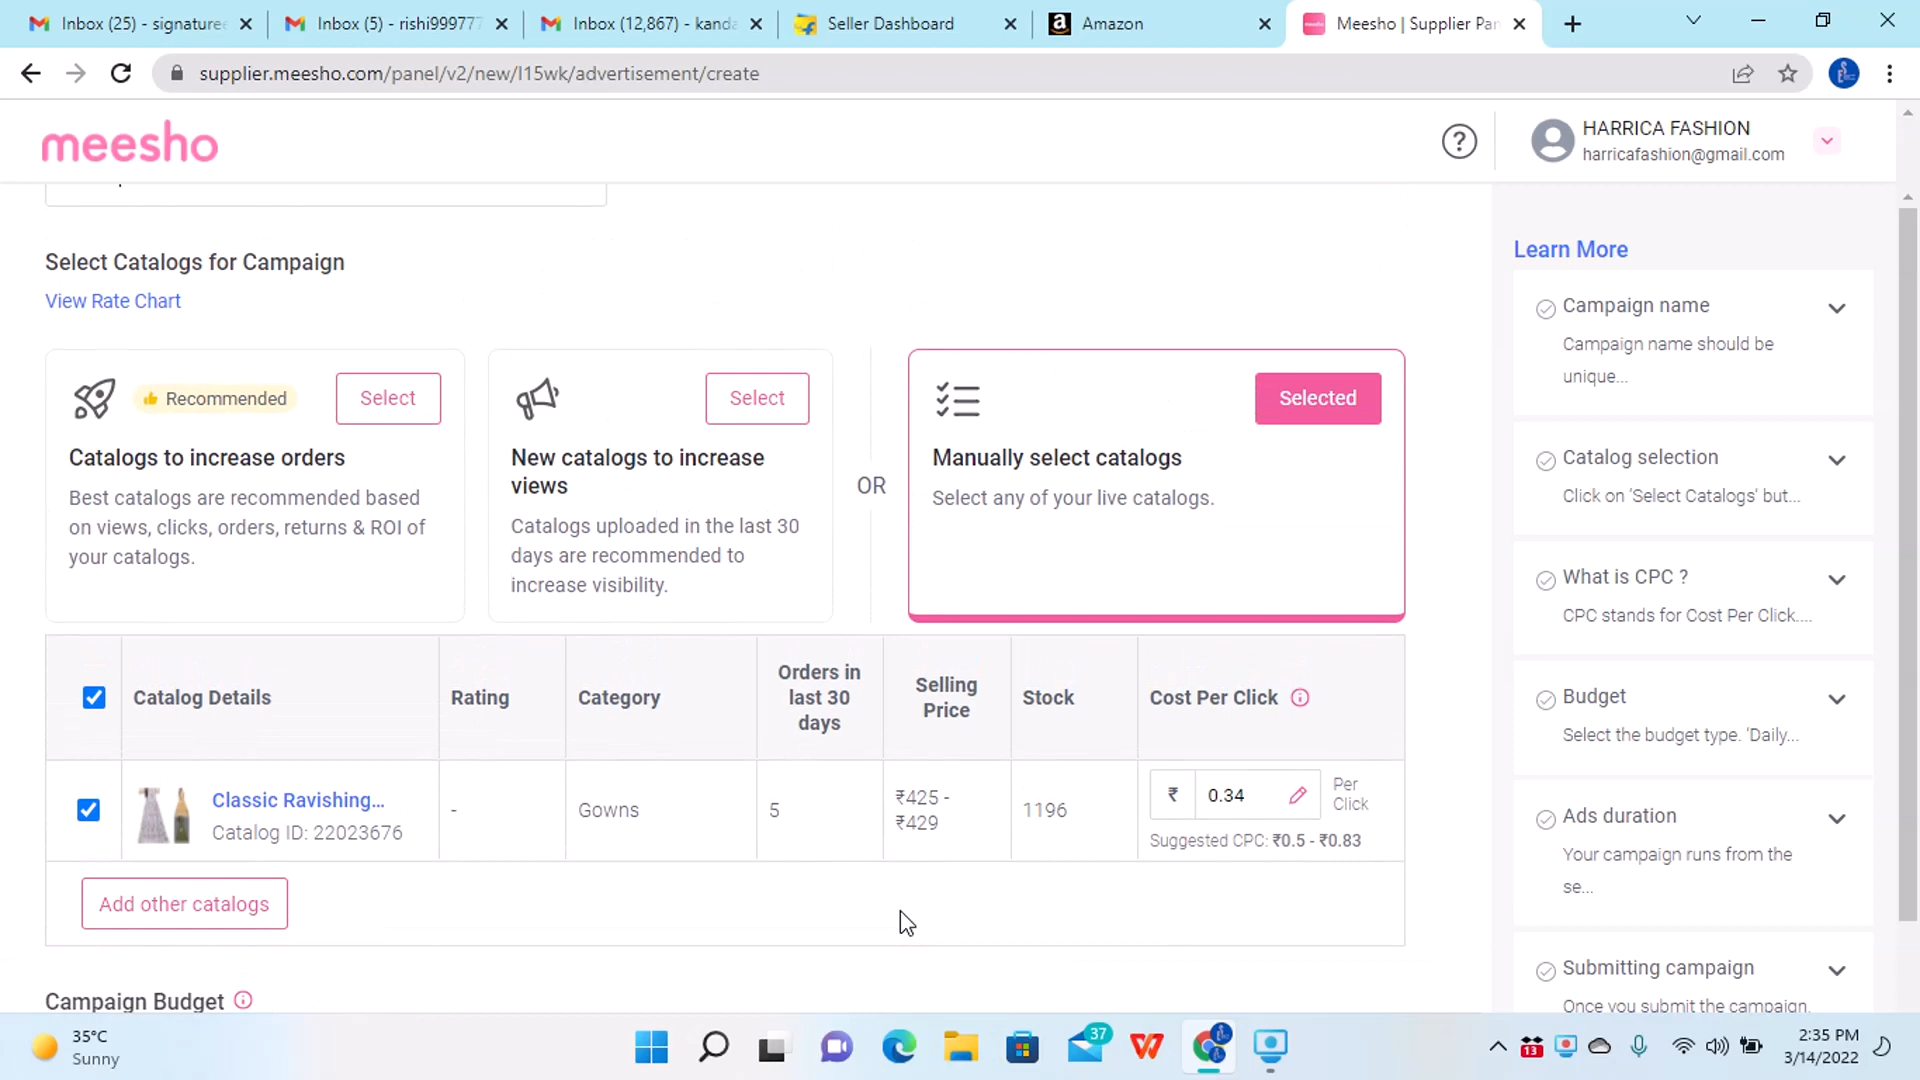 Inbox (25) - signature
Inbox (5) - rishi999777
Inbox (12,867) - kanda
Seller Dashboard
Amazon
Meesho | Supplier Pan
supplier.meesho.com/panel/v2/new/l15wk/advertisement/create
meesho
HARRICA FASHION
harricafashion@gmail.com
Select Catalogs for Campaign
View Rate Chart
Recommended
Select
Catalogs to increase orders
Best catalogs are recommended based
on views, clicks, orders, returns & ROI of
your catalogs.
Select
New catalogs to increase
views
Catalogs uploaded in the last 30
days are recommended to
increase visibility.
OR
Selected
Manually select catalogs
Select any of your live catalogs.
Catalog Details
Rating
Category
Orders in
last 30
days
Selling
Price
Stock
Cost Per Click
Classic Ravishing...
Catalog ID: 22023676
-
Gowns
5
₹425 -
₹429
1196
₹ 0.34
Per
Click
Suggested CPC: ₹0.5 - ₹0.83
Add other catalogs
Campaign Budget
Learn More
Campaign name
Campaign name should be
unique...
Catalog selection
Click on ‘Select Catalogs’ but...
What is CPC ?
CPC stands for Cost Per Click....
Budget
Select the budget type. 'Daily...
Ads duration
Your campaign runs from the
se...
Submitting campaign
Once you submit the campaign,
35°C
Sunny
37
13
2:35 PM
3/14/2022